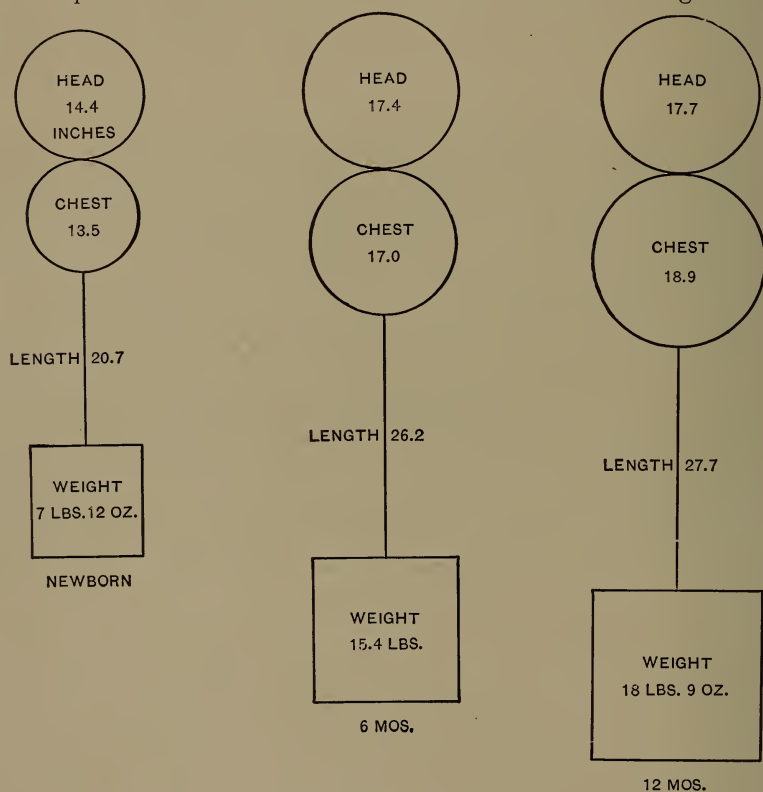 HEAD
14.4
INCHES
CHEST
13.5
LENGTH 20.7
WEIGHT
7 LBS. 12 OZ.
NEWBORN
HEAD
17.4
CHEST
17.0
LENGTH 26.2
WEIGHT
15.4 LBS.
6 MOS.
HEAD
17.7
CHEST
18.9
LENGTH 27.7
WEIGHT
18 LBS. 9 OZ.
12 MOS.